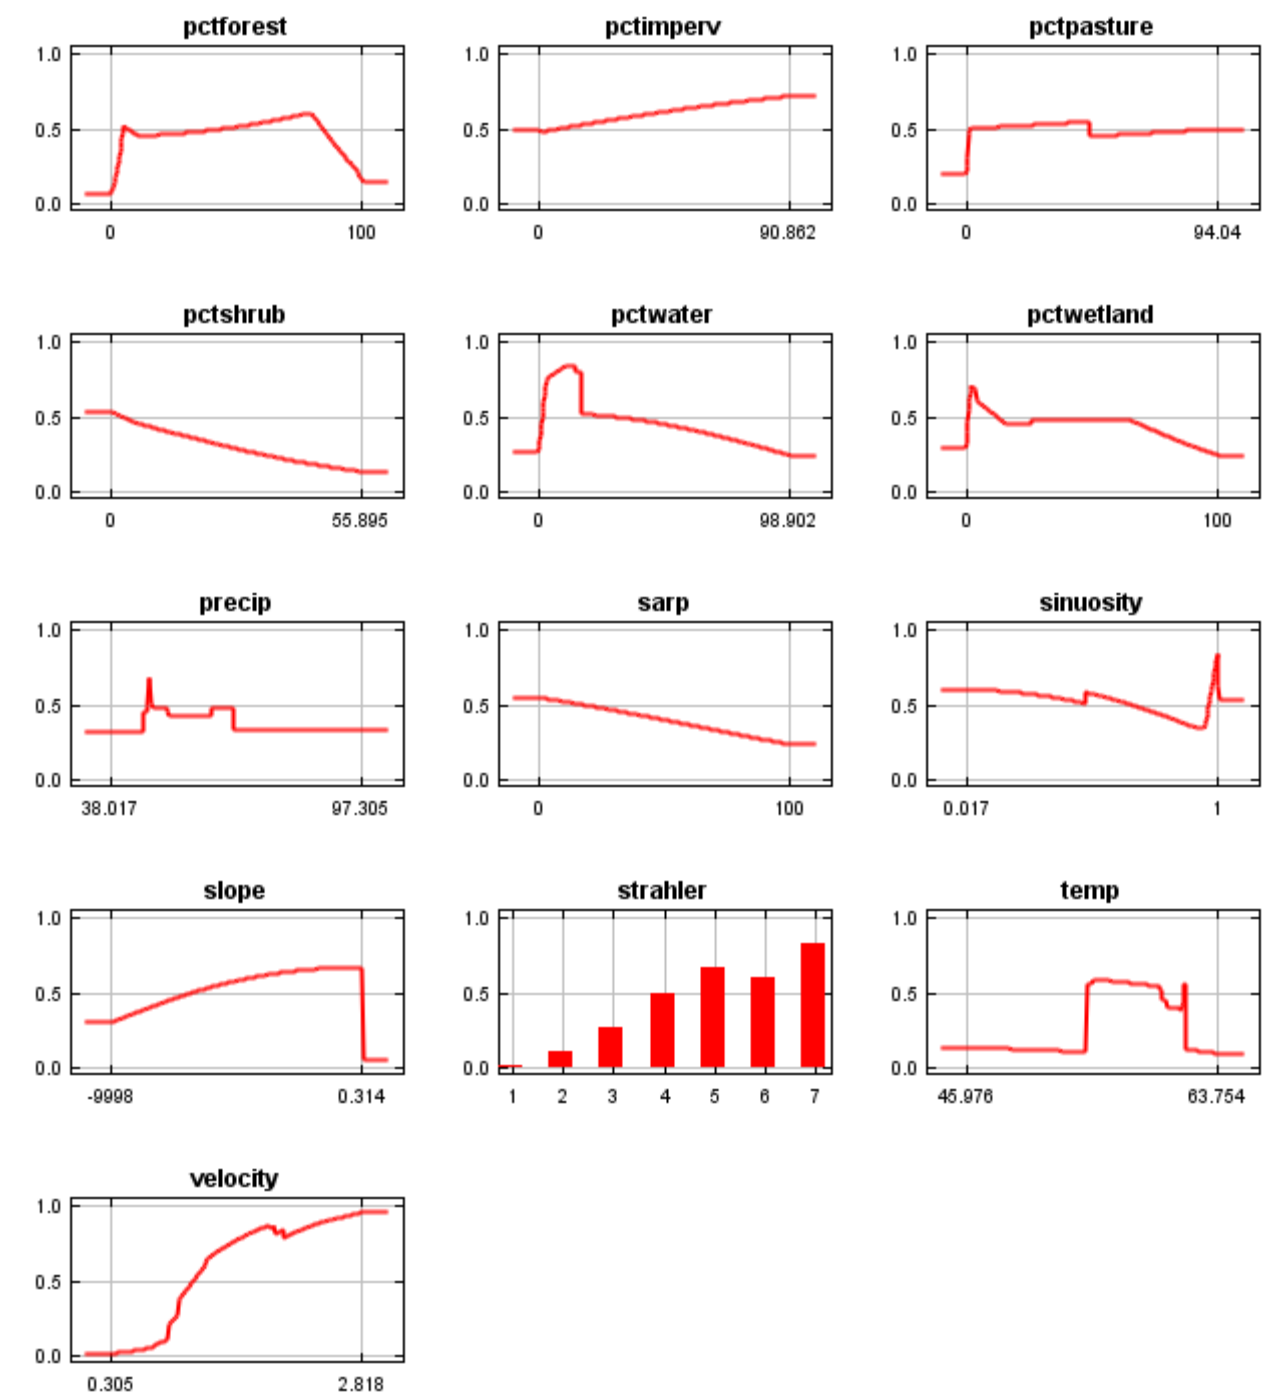 pctforest pctimperv pctpasture
1.0 1.0 1.0
0.5 0.5 0.5
0.0 0.0 0.0
0 100 0 90.862 0 94.04
pctshrub pctwater pctwetland
1.0 1.0 1.0
0.5 0.5 0.5
0.0 0.0 0.0
0 55.895 0 98.902 0 100
precip sarp sinuosity
1.0 1.0 1.0
0.5 0.5 0.5
0.0 0.0 0.0
38.017 97.305 0 100 0.017 1
slope strahler temp
1.0 1.0 1.0
0.5 0.5 0.5
0.0 0.0 0.0
-9998 0.314 1 2 3 4 5 6 7 45.976 63.754
velocity
1.0
0.5
0.0
0.305 2.818